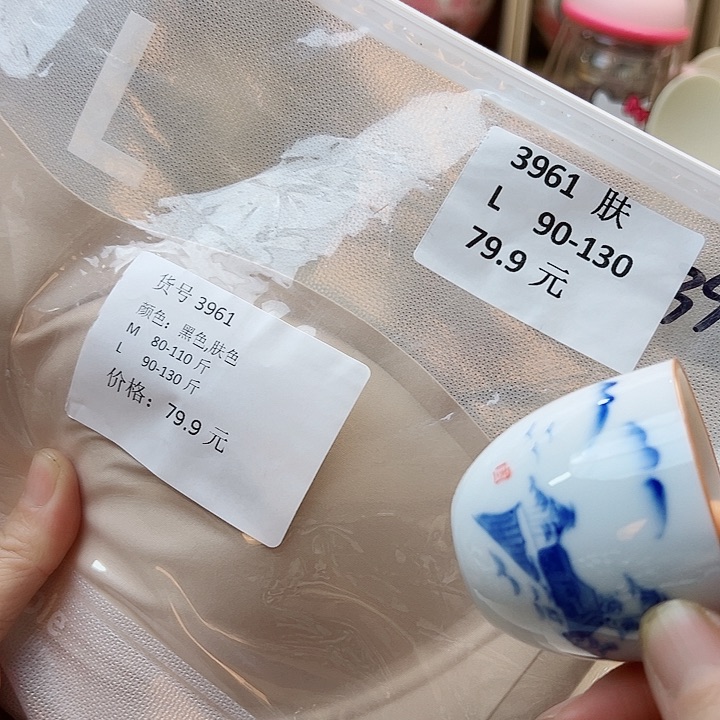 L
3961 肤
L 90-130
79.9 元
货号 3961
颜色：黑色,肤色
M 80-110 斤
L 90-130 斤
价格：79.9 元